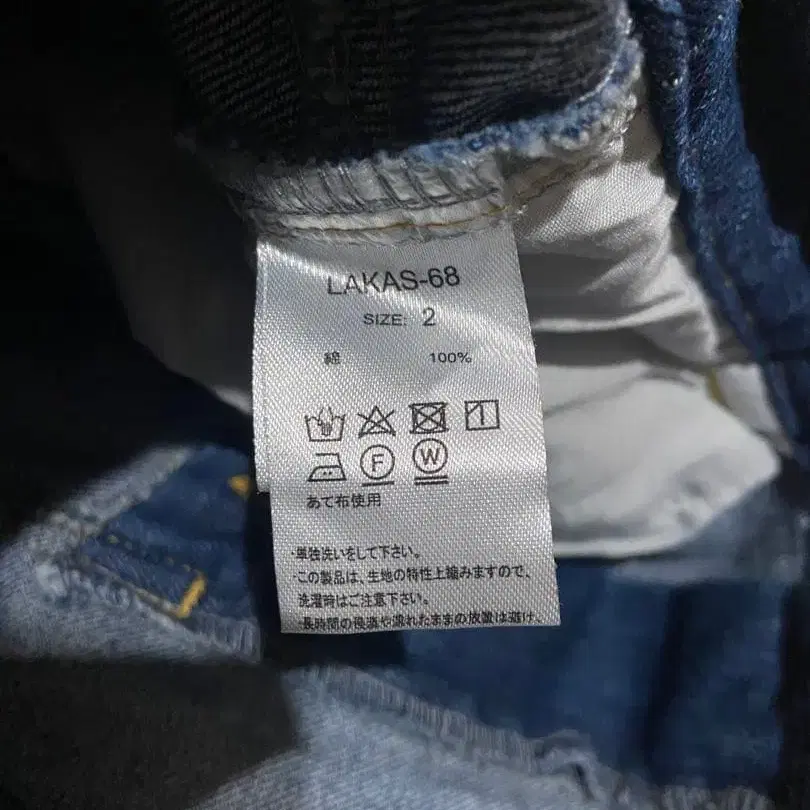 LAKAS-68
SIZE: 2
綿 100%
F W
あて布使用
・単独洗いをして下さい。
・この製品は、生地の特性上縮みますので、
洗濯時はご注意下さい。
・長時間の浸漬や濡れたままの放置は避け、